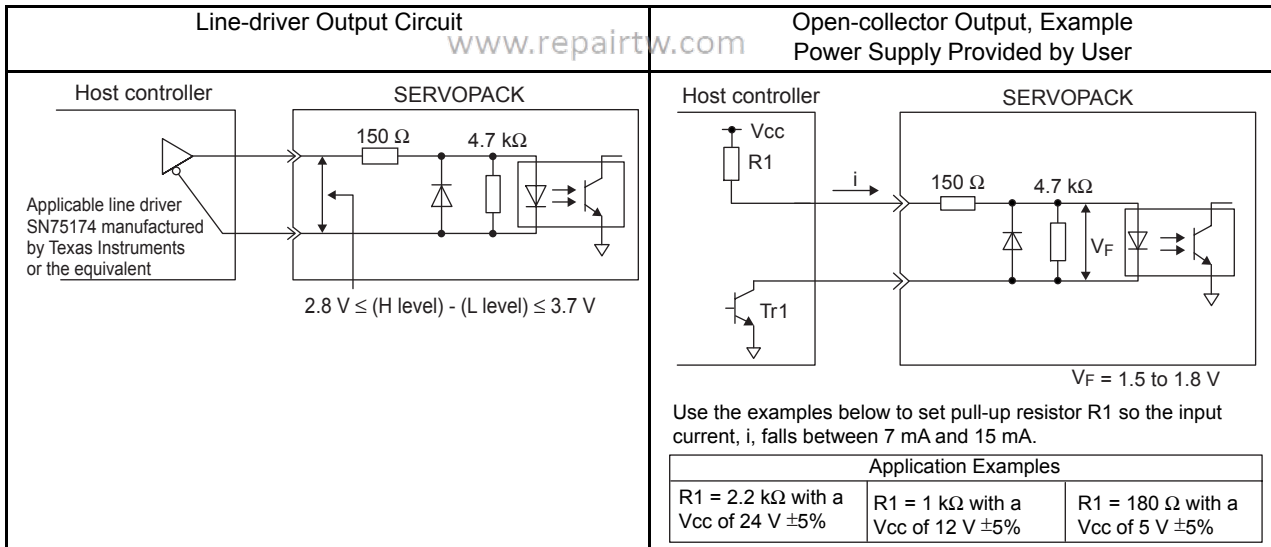 Line-driver Output Circuit
www.repairtw.com
Open-collector Output, Example
Power Supply Provided by User
Host controller
SERVOPACK
150 Ω
4.7 kΩ
Applicable line driver
SN75174 manufactured
by Texas Instruments
or the equivalent
2.8 V ≤ (H level) - (L level) ≤ 3.7 V
Host controller
SERVOPACK
Vcc
R1
i
150 Ω
4.7 kΩ
VF
Tr1
VF = 1.5 to 1.8 V
Use the examples below to set pull-up resistor R1 so the input
current, i, falls between 7 mA and 15 mA.
Application Examples
R1 = 2.2 kΩ with a
Vcc of 24 V ±5%
R1 = 1 kΩ with a
Vcc of 12 V ±5%
R1 = 180 Ω with a
Vcc of 5 V ±5%